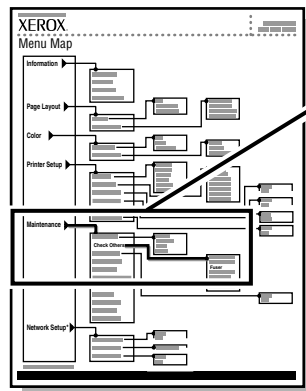 XEROX.
Menu Map
Information
Page Layout
Color
Printer Setup
Maintenance
Check Others
Fuser
Network Setup*